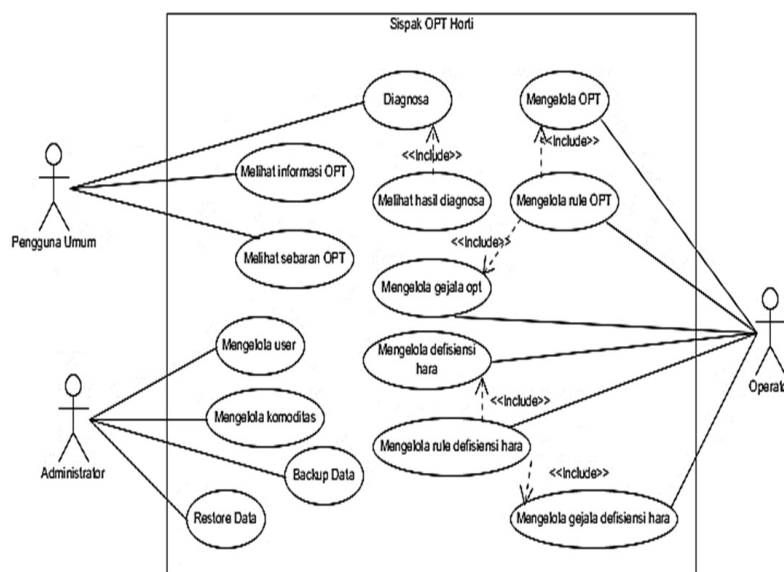 Sispak OPT Horti
Diagnosa
Mengelola OPT
<<Include>>
<<Include>>
Melihat informasi OPT
Melihat hasil diagnosa
Mengelola rule OPT
Pengguna Umum
<<Include>>
Melihat sebaran OPT
Mengelola gejala opt
Mengelola user
Mengelola defisiensi
hara
Operato
<<Include>>
Mengelola komoditas
Mengelola rule defisiensi hara
Administrator
Backup Data
<<Include>>
Restore Data
Mengelola gejala defisiensi hara